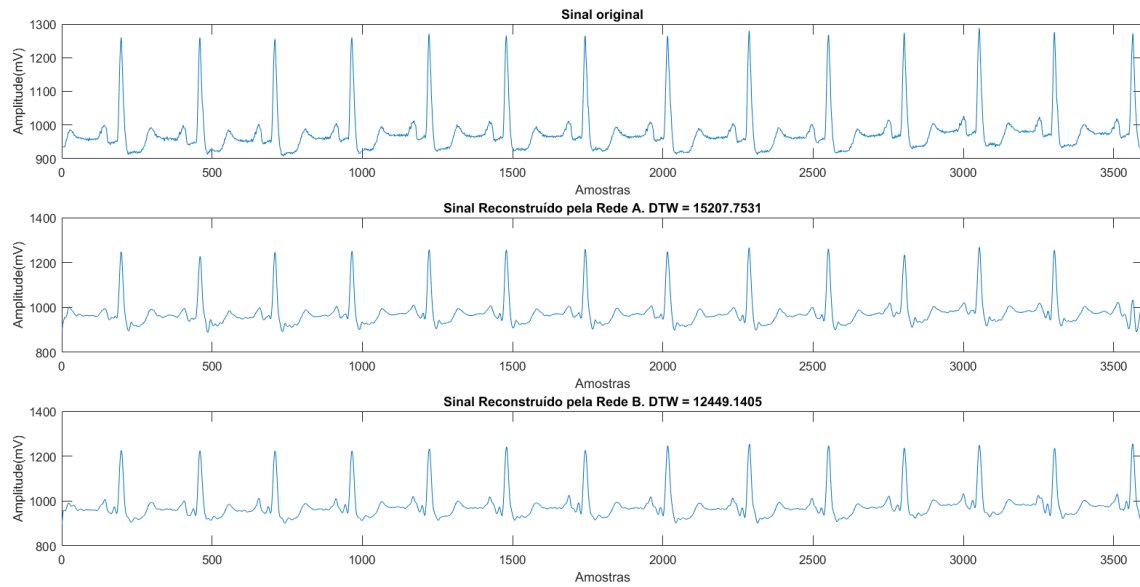 Sinal original
1300
1200
1100
1000
900
Amplitude(mV)
0 500 1000 1500 2000 2500 3000 3500
Amostras
Sinal Reconstruído pela Rede A. DTW = 15207.7531
1400
1200
1000
800
Amplitude(mV)
0 500 1000 1500 2000 2500 3000 3500
Amostras
Sinal Reconstruído pela Rede B. DTW = 12449.1405
1400
1200
1000
800
Amplitude(mV)
0 500 1000 1500 2000 2500 3000 3500
Amostras